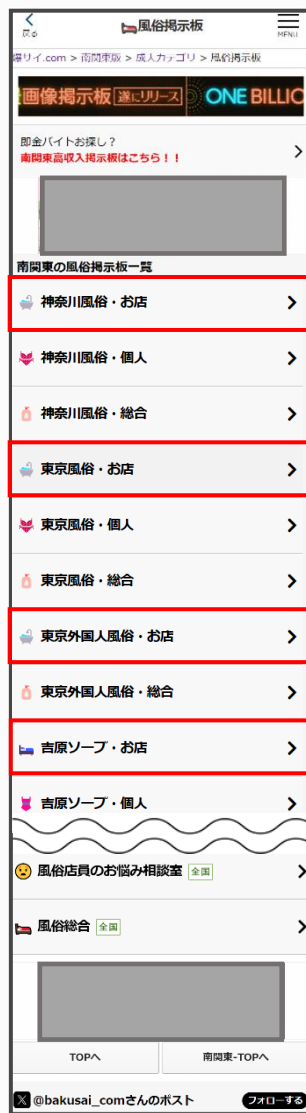 戻る
風俗掲示板
MENU
爆サイ.com > 南関東版 > 成人カテゴリ > 風俗掲示板
画像掲示板 遂にリリース ONE BILLIO
即金バイトお探し？
南関東高収入掲示板はこちら！！
南関東の風俗掲示板一覧
神奈川風俗・お店
神奈川風俗・個人
神奈川風俗・総合
東京風俗・お店
東京風俗・個人
東京風俗・総合
東京外国人風俗・お店
東京外国人風俗・総合
吉原ソープ・お店
吉原ソープ・個人
風俗店員のお悩み相談室 全国
風俗総合 全国
TOPへ
南関東-TOPへ
@bakusai_comさんのポスト
フォローする